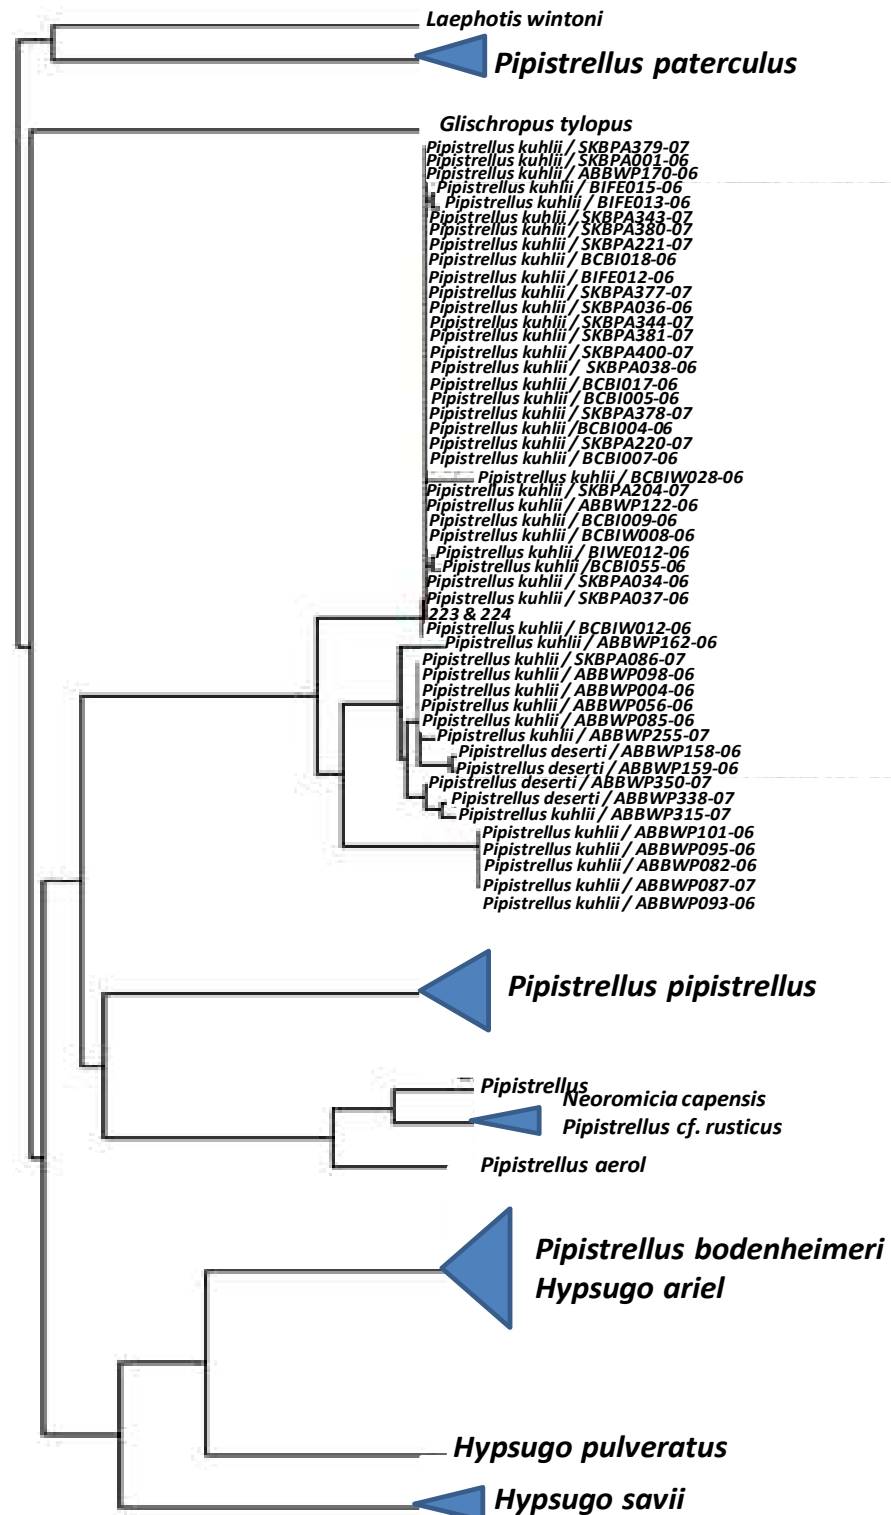 Laephotis wintoni
Pipistrellus paterculus
Glischropus tylopus
Pipistrellus kuhlii / SKBPA379-07
Pipistrellus kuhlii / SKBPA001-06
Pipistrellus kuhlii / ABBWP170-06
Pipistrellus kuhlii / BIFE015-06
Pipistrellus kuhlii / BIFE013-06
Pipistrellus kuhlii / SKBPA343-07
Pipistrellus kuhlii / SKBPA380-07
Pipistrellus kuhlii / SKBPA221-07
Pipistrellus kuhlii / BCBI018-06
Pipistrellus kuhlii / BIFE012-06
Pipistrellus kuhlii / SKBPA377-07
Pipistrellus kuhlii / SKBPA036-06
Pipistrellus kuhlii / SKBPA344-07
Pipistrellus kuhlii / SKBPA381-07
Pipistrellus kuhlii / SKBPA400-07
Pipistrellus kuhlii / SKBPA038-06
Pipistrellus kuhlii / BCBI017-06
Pipistrellus kuhlii / BCBI005-06
Pipistrellus kuhlii / SKBPA378-07
Pipistrellus kuhlii /BCBI004-06
Pipistrellus kuhlii / SKBPA220-07
Pipistrellus kuhlii / BCBI007-06
Pipistrellus kuhlii / BCBIW028-06
Pipistrellus kuhlii / SKBPA204-07
Pipistrellus kuhlii / ABBWP122-06
Pipistrellus kuhlii / BCBI009-06
Pipistrellus kuhlii / BCBIW008-06
Pipistrellus kuhlii / BIWE012-06
Pipistrellus kuhlii /BCBI055-06
Pipistrellus kuhlii / SKBPA034-06
Pipistrellus kuhlii / SKBPA037-06
223 & 224
Pipistrellus kuhlii / BCBIW012-06
Pipistrellus kuhlii / ABBWP162-06
Pipistrellus kuhlii / SKBPA086-07
Pipistrellus kuhlii / ABBWP098-06
Pipistrellus kuhlii / ABBWP004-06
Pipistrellus kuhlii / ABBWP056-06
Pipistrellus kuhlii / ABBWP085-06
Pipistrellus kuhlii / ABBWP255-07
Pipistrellus deserti / ABBWP158-06
Pipistrellus deserti / ABBWP159-06
Pipistrellus deserti / ABBWP350-07
Pipistrellus deserti / ABBWP338-07
Pipistrellus kuhlii / ABBWP315-07
Pipistrellus kuhlii / ABBWP101-06
Pipistrellus kuhlii / ABBWP095-06
Pipistrellus kuhlii / ABBWP082-06
Pipistrellus kuhlii / ABBWP087-07
Pipistrellus kuhlii / ABBWP093-06
Pipistrellus pipistrellus
Pipistrellus
Neoromicia capensis
Pipistrellus cf. rusticus
Pipistrellus aerol
Pipistrellus bodenheimeri
Hypsugo ariel
Hypsugo pulveratus
Hypsugo savii